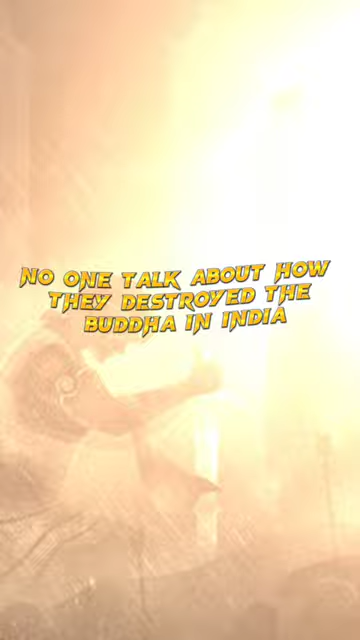 NO ONE TALK ABOUT HOW
THEY DESTROYED THE
BUDDHA IN INDIA